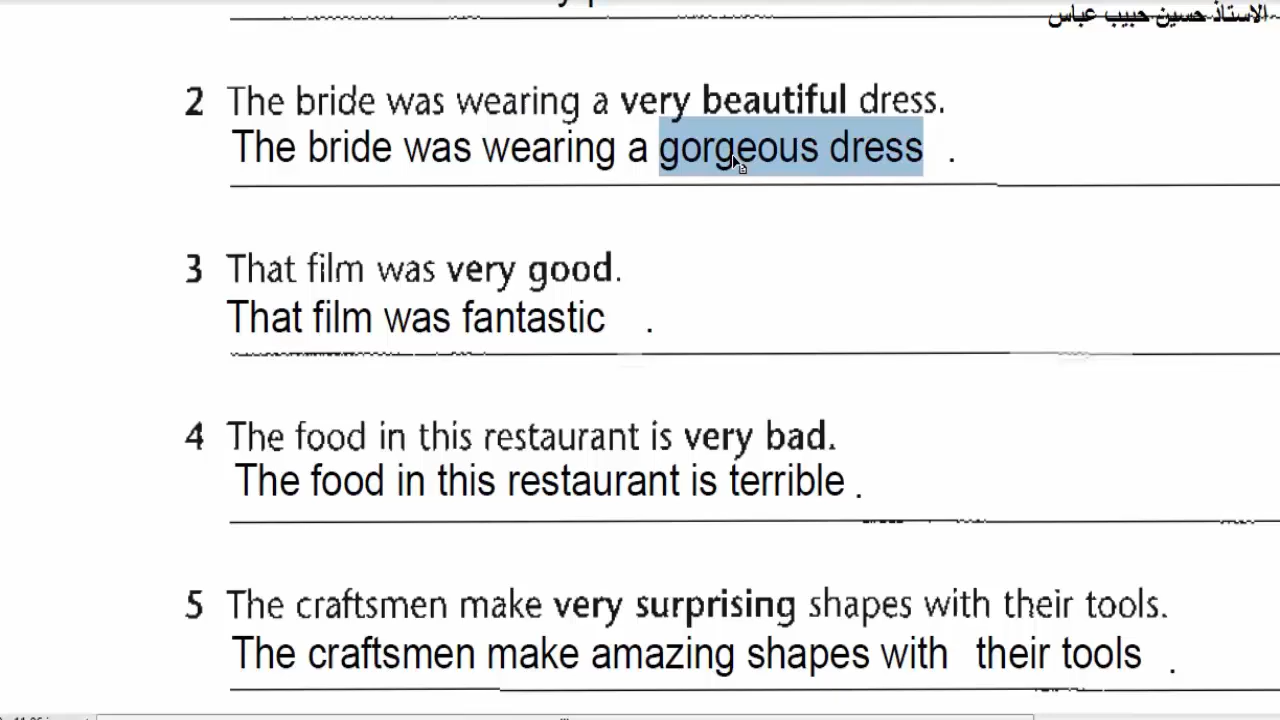 الاستاذ حسين حبيب عباس
2 The bride was wearing a very beautiful dress.
The bride was wearing a gorgeous dress .
3 That film was very good.
That film was fantastic .
4 The food in this restaurant is very bad.
The food in this restaurant is terrible .
5 The craftsmen make very surprising shapes with their tools.
The craftsmen make amazing shapes with their tools .